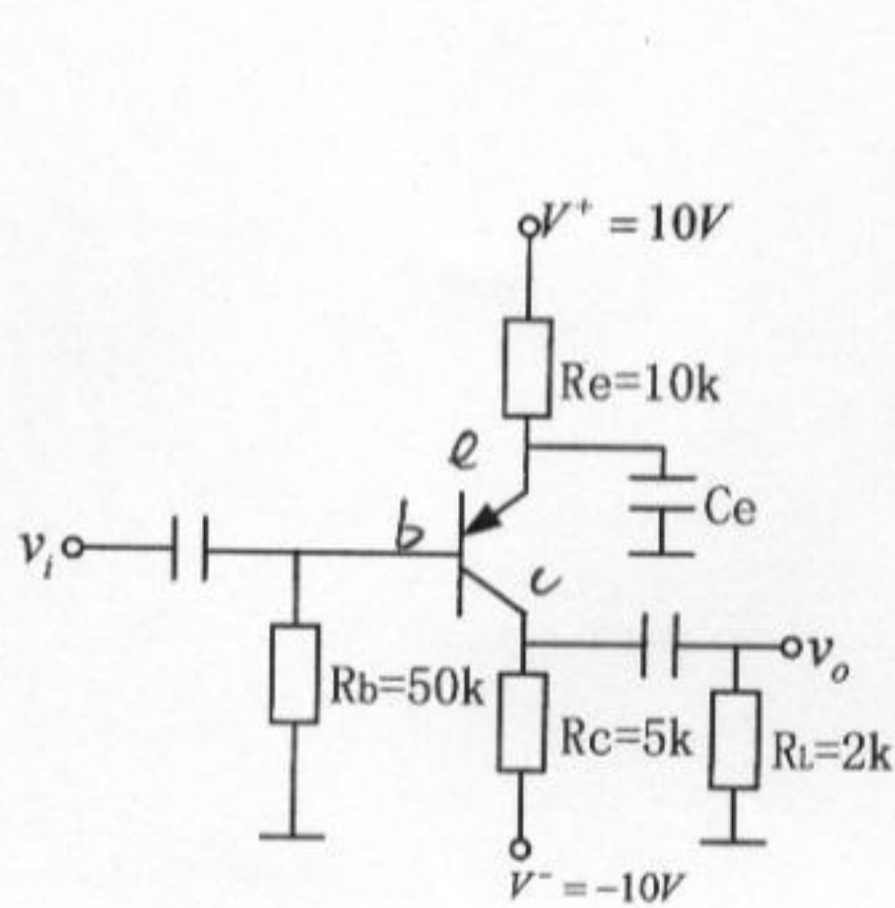 V⁺ = 10V
Re=10k
e
Ce
b
vᵢ
c
vₒ
Rb=50k
Rc=5k
RL=2k
V⁻ = -10V